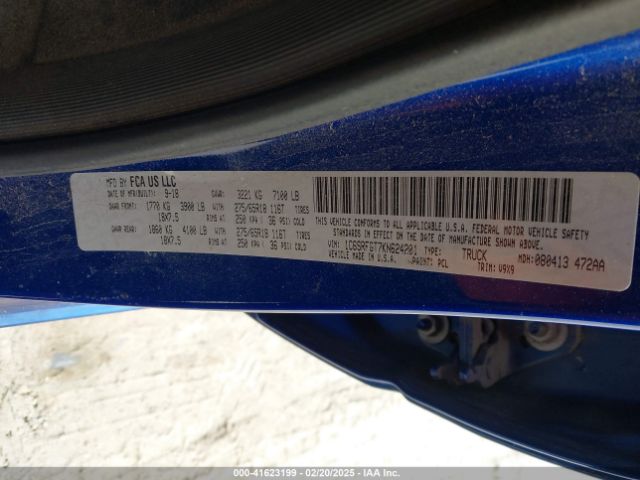 MFD BY FCA US LLC
DATE OF MFR(BUILT): 9-18 GVWR: 3221 KG 7100 LB
GAWR FRONT: 1770 KG 3900 LB WITH 275/65R18 116T TIRES
18X7.5 RIMS AT 250 KPA / 36 PSI COLD
GAWR REAR: 1860 KG 4100 LB WITH 275/65R18 116T TIRES
18X7.5 RIMS AT 250 KPA / 36 PSI COLD
THIS VEHICLE CONFORMS TO ALL APPLICABLE U.S.A. FEDERAL MOTOR VEHICLE SAFETY
STANDARDS IN EFFECT ON THE DATE OF MANUFACTURE SHOWN ABOVE.
VIN: 1C6SRFGT7KN624201 TYPE: TRUCK MDH: 080413 472AA
VEHICLE MADE IN U.S.A. PAINT: PCL TRIM: V9X9
000-41623199 — 02/20/2025 — IAAI.COM